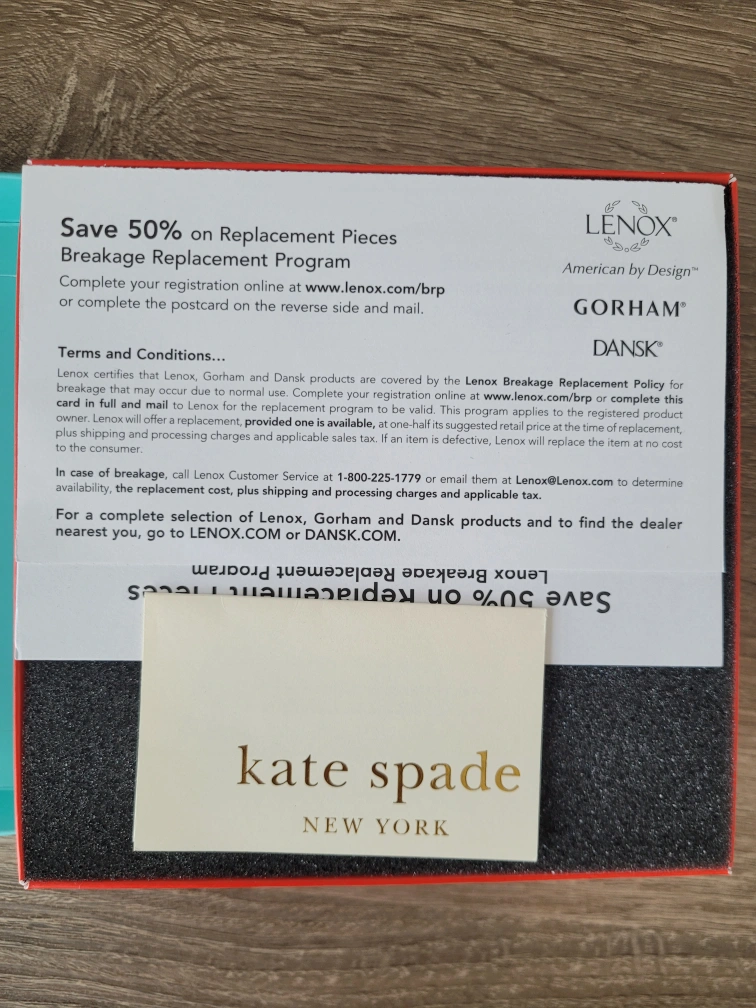 Save 50% on Replacement Pieces
Breakage Replacement Program
Complete your registration online at www.lenox.com/brp
or complete the postcard on the reverse side and mail.
LENOX®
American by Design™
GORHAM®
DANSK®
Terms and Conditions...
Lenox certifies that Lenox, Gorham and Dansk products are covered by the Lenox Breakage Replacement Policy for
breakage that may occur due to normal use. Complete your registration online at www.lenox.com/brp or complete this
card in full and mail to Lenox for the replacement program to be valid. This program applies to the registered product
owner. Lenox will offer a replacement, provided one is available, at one-half its suggested retail price at the time of replacement,
plus shipping and processing charges and applicable sales tax. If an item is defective, Lenox will replace the item at no cost
to the consumer.
In case of breakage, call Lenox Customer Service at 1-800-225-1779 or email them at Lenox@Lenox.com to determine
availability, the replacement cost, plus shipping and processing charges and applicable tax.
For a complete selection of Lenox, Gorham and Dansk products and to find the dealer
nearest you, go to LENOX.COM or DANSK.COM.
Lenox Breakage Replacement Program
Save 50% on Replacement Pieces
kate spade
NEW YORK